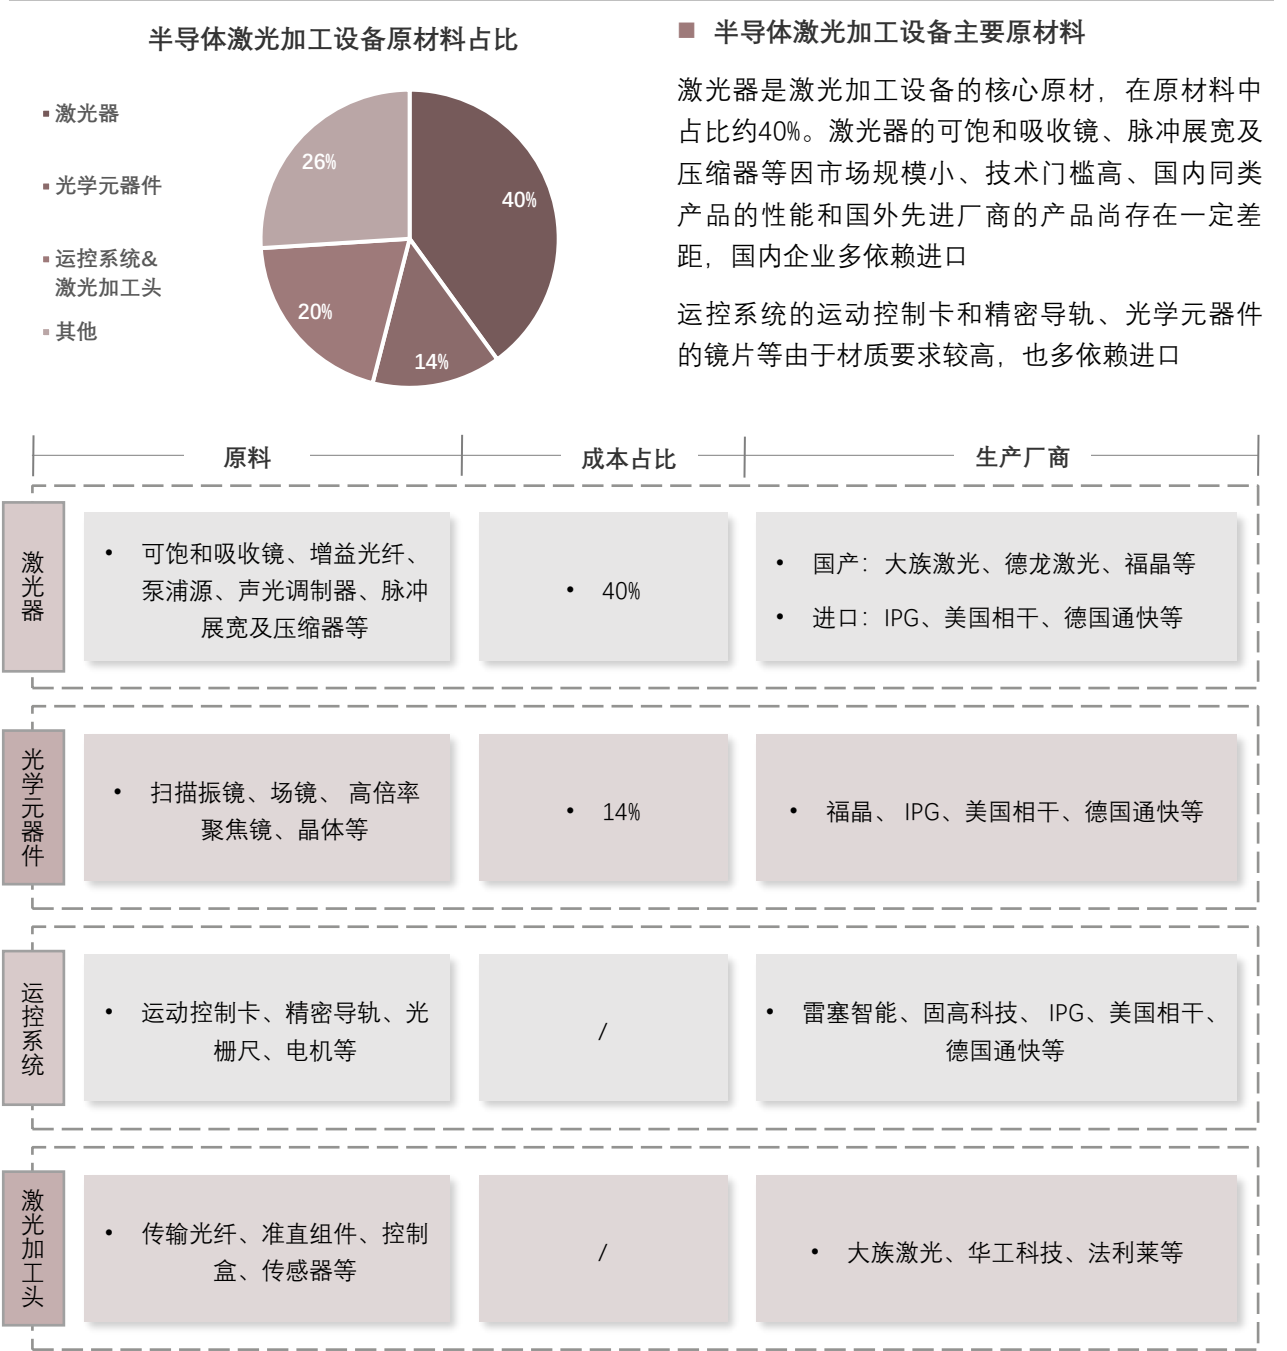 半导体激光加工设备原材料占比
激光器
光学元器件
运控系统&
激光加工头
其他
26%
40%
20%
14%
半导体激光加工设备主要原材料
激光器是激光加工设备的核心原材，在原材料中
占比约40%。激光器的可饱和吸收镜、脉冲展宽及
压缩器等因市场规模小、技术门槛高、国内同类
产品的性能和国外先进厂商的产品尚存在一定差
距，国内企业多依赖进口
运控系统的运动控制卡和精密导轨、光学元器件
的镜片等由于材质要求较高，也多依赖进口
原料
成本占比
生产厂商
激光器
• 可饱和吸收镜、增益光纤、
泵浦源、声光调制器、脉冲
展宽及压缩器等
• 40%
• 国产：大族激光、德龙激光、福晶等
• 进口：IPG、美国相干、德国通快等
光学元器件
• 扫描振镜、场镜、 高倍率
聚焦镜、晶体等
• 14%
• 福晶、 IPG、美国相干、德国通快等
运控系统
• 运动控制卡、精密导轨、光
栅尺、电机等
/
• 雷塞智能、固高科技、 IPG、美国相干、
德国通快等
激光加工头
• 传输光纤、准直组件、控制
盒、传感器等
/
• 大族激光、华工科技、法利莱等